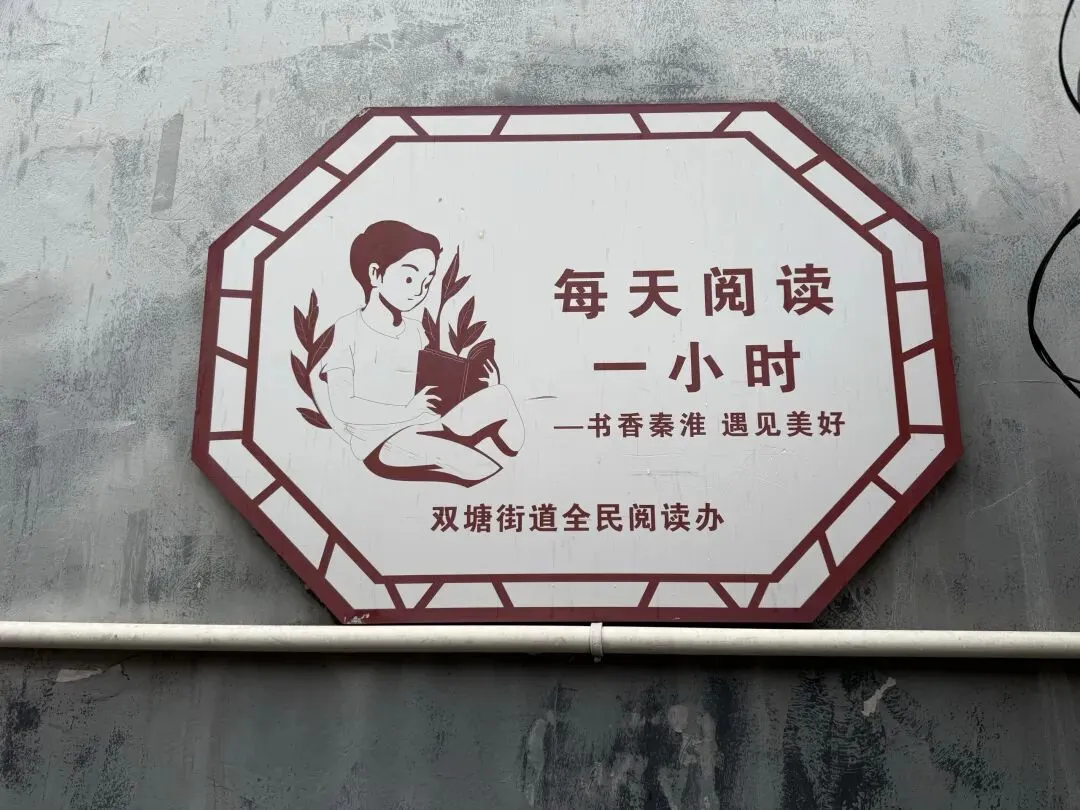 每天阅读
一小时
—书香秦淮 遇见美好
双塘街道全民阅读办